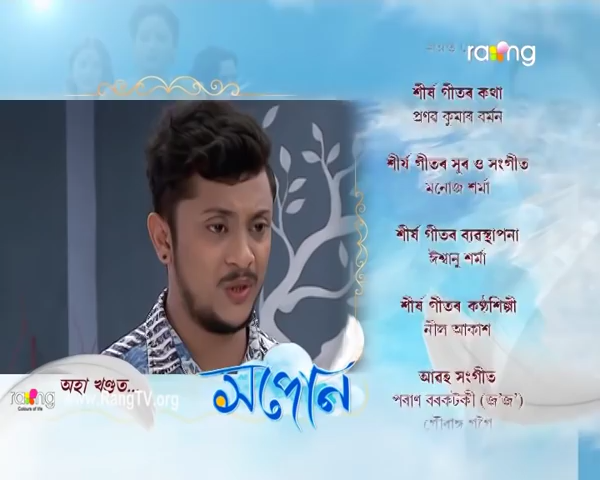 rang
শীৰ্ষ গীতৰ কথা
প্ৰণৱ কুমাৰ বৰ্মন
শীৰ্ষ গীতৰ সুৰ ও সংগীত
মনোজ শৰ্মা
শীৰ্ষ গীতৰ ব্যৱস্থাপনা
ঈশ্বানু শৰ্মা
শীৰ্ষ গীতৰ কণ্ঠশিল্পী
নীল আকাশ
আৱহ সংগীত
পৰাণ বৰকটকী (জ'জ')
অহা খণ্ডত...
সপোন
rang
Colours of Life
www.RangTV.org